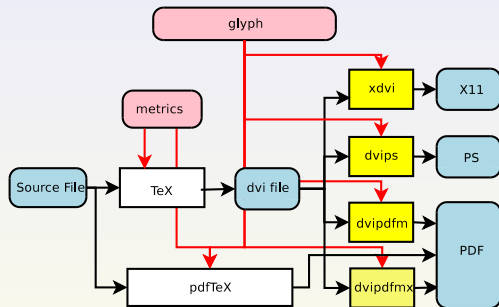 glyph
xdvi
X11
metrics
dvips
PS
Source File
TeX
dvi file
dvipdfm
PDF
pdfTeX
dvipdfmx